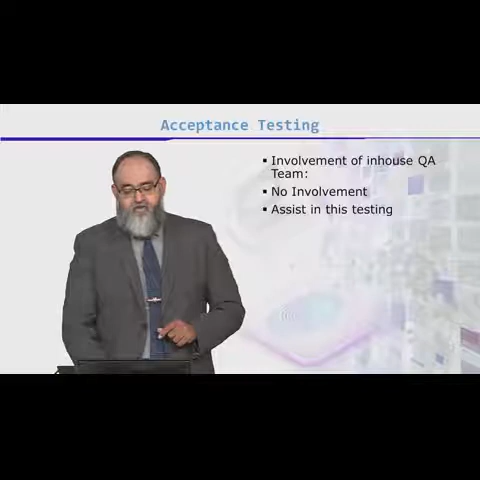 Acceptance Testing
▪ Involvement of inhouse QA
Team:
▪ No Involvement
▪ Assist in this testing